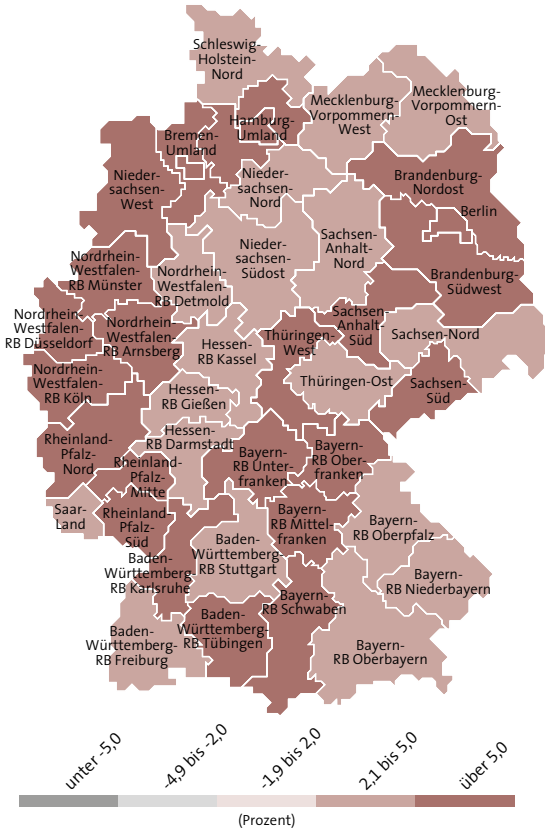 Schleswig-
Holstein-
Nord
Mecklenburg-
Vorpommern-
Ost
Mecklenburg-
Vorpommern-
West
Hamburg-
Umland
Bremen-
Umland
Nieder-
sachsen-
West
Nieder-
sachsen-
Nord
Brandenburg-
Nordost
Berlin
Nieder-
sachsen-
Südost
Sachsen-
Anhalt-
Nord
Nordrhein-
Westfalen-
RB Münster
Nordrhein-
Westfalen-
RB Detmold
Brandenburg-
Südwest
Nordrhein-
Westfalen-
RB Düsseldorf
Nordrhein-
Westfalen-
RB Arnsberg
Sachsen-
Anhalt-
Süd
Sachsen-Nord
Thüringen-
West
Hessen-
RB Kassel
Nordrhein-
Westfalen-
RB Köln
Thüringen-Ost
Sachsen-
Süd
Hessen-
RB Gießen
Hessen-
RB Darmstadt
Rheinland-
Pfalz-
Nord
Rheinland-
Pfalz-
Mitte
Bayern-
RB Unter-
franken
Bayern-
RB Ober-
franken
Saar-
Land
Rheinland-
Pfalz-
Süd
Bayern-
RB Mittel-
franken
Bayern-
RB Oberpfalz
Baden-
Württemberg-
RB Stuttgart
Baden-
Württemberg-
RB Karlsruhe
Bayern-
RB Niederbayern
Bayern-
RB Schwaben
Baden-
Württemberg-
RB Tübingen
Baden-
Württemberg-
RB Freiburg
Bayern-
RB Oberbayern
unter -5,0
-4,9 bis -2,0
-1,9 bis 2,0
2,1 bis 5,0
über 5,0
(Prozent)